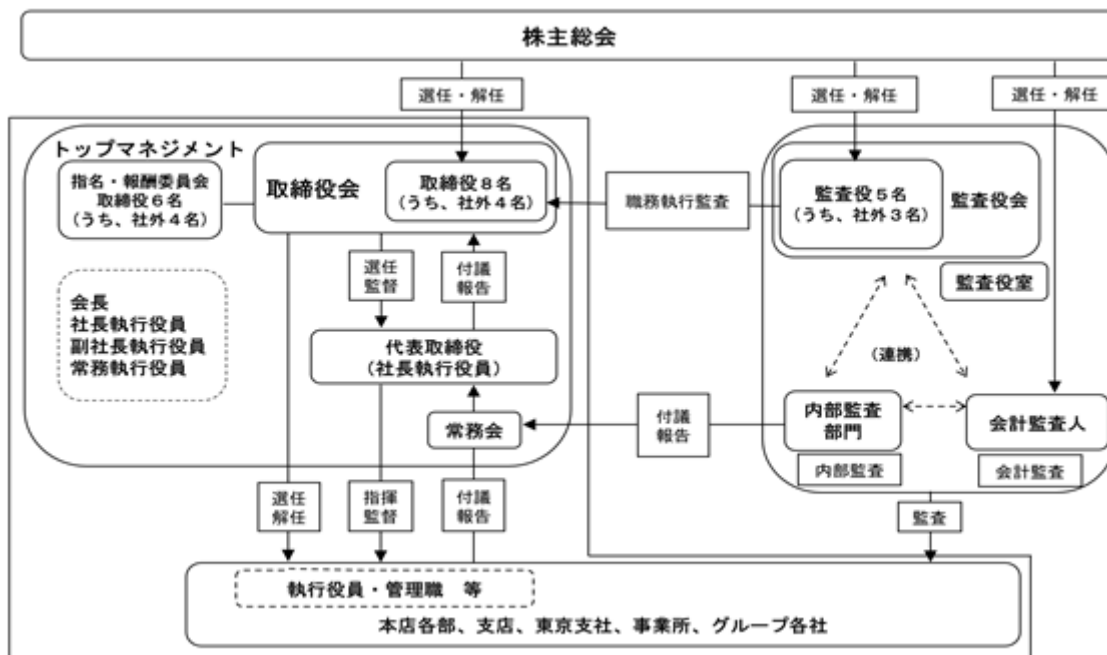 株主総会
選任・解任
選任・解任
選任・解任
トップマネジメント
指名・報酬委員会
取締役6名
(うち、社外4名)
取締役会
取締役8名
(うち、社外4名)
職務執行監査
監査役5名
(うち、社外3名)
監査役会
監査役室
選任
監督
付議
報告
会長
社長執行役員
副社長執行役員
常務執行役員
代表取締役
(社長執行役員)
(連携)
常務会
付議
報告
内部監査
部門
会計監査人
内部監査
会計監査
選任
解任
指揮
監督
付議
報告
監査
執行役員・管理職 等
本店各部、支店、東京支社、事業所、グループ各社